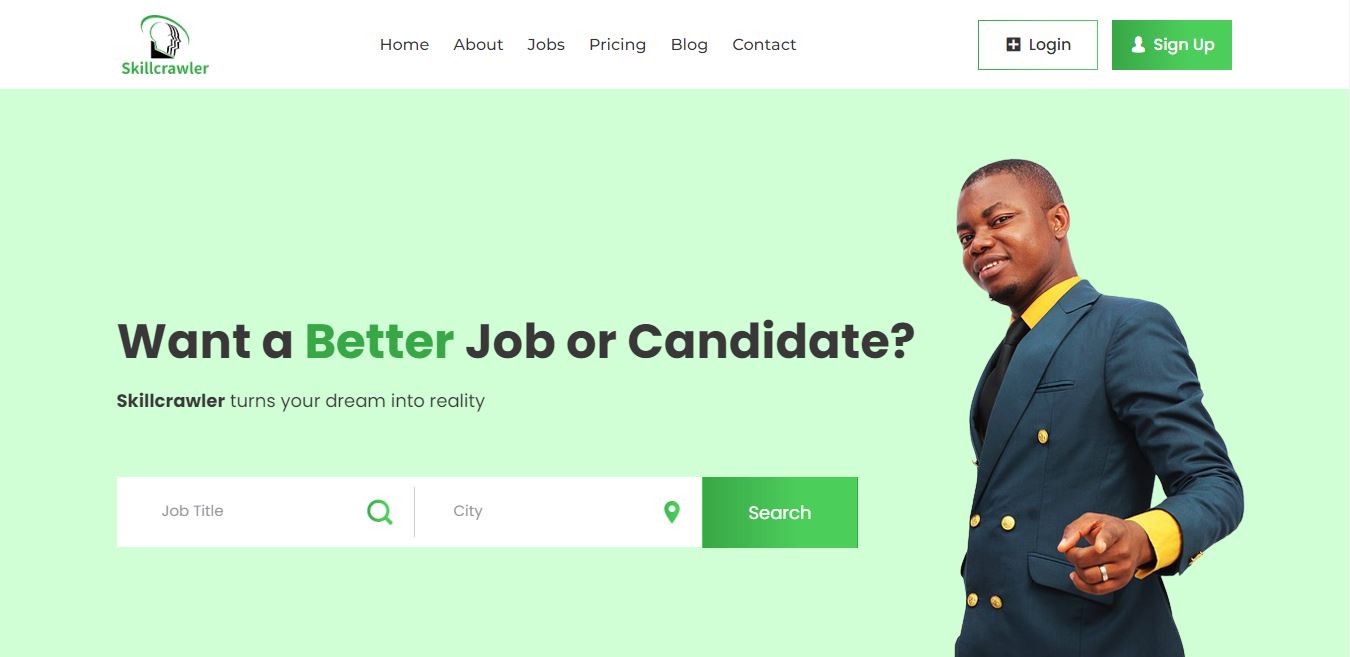 Skillcrawler
Home About Jobs Pricing Blog Contact
Login
Sign Up
Want a Better Job or Candidate?
Skillcrawler turns your dream into reality
Job Title
City
Search